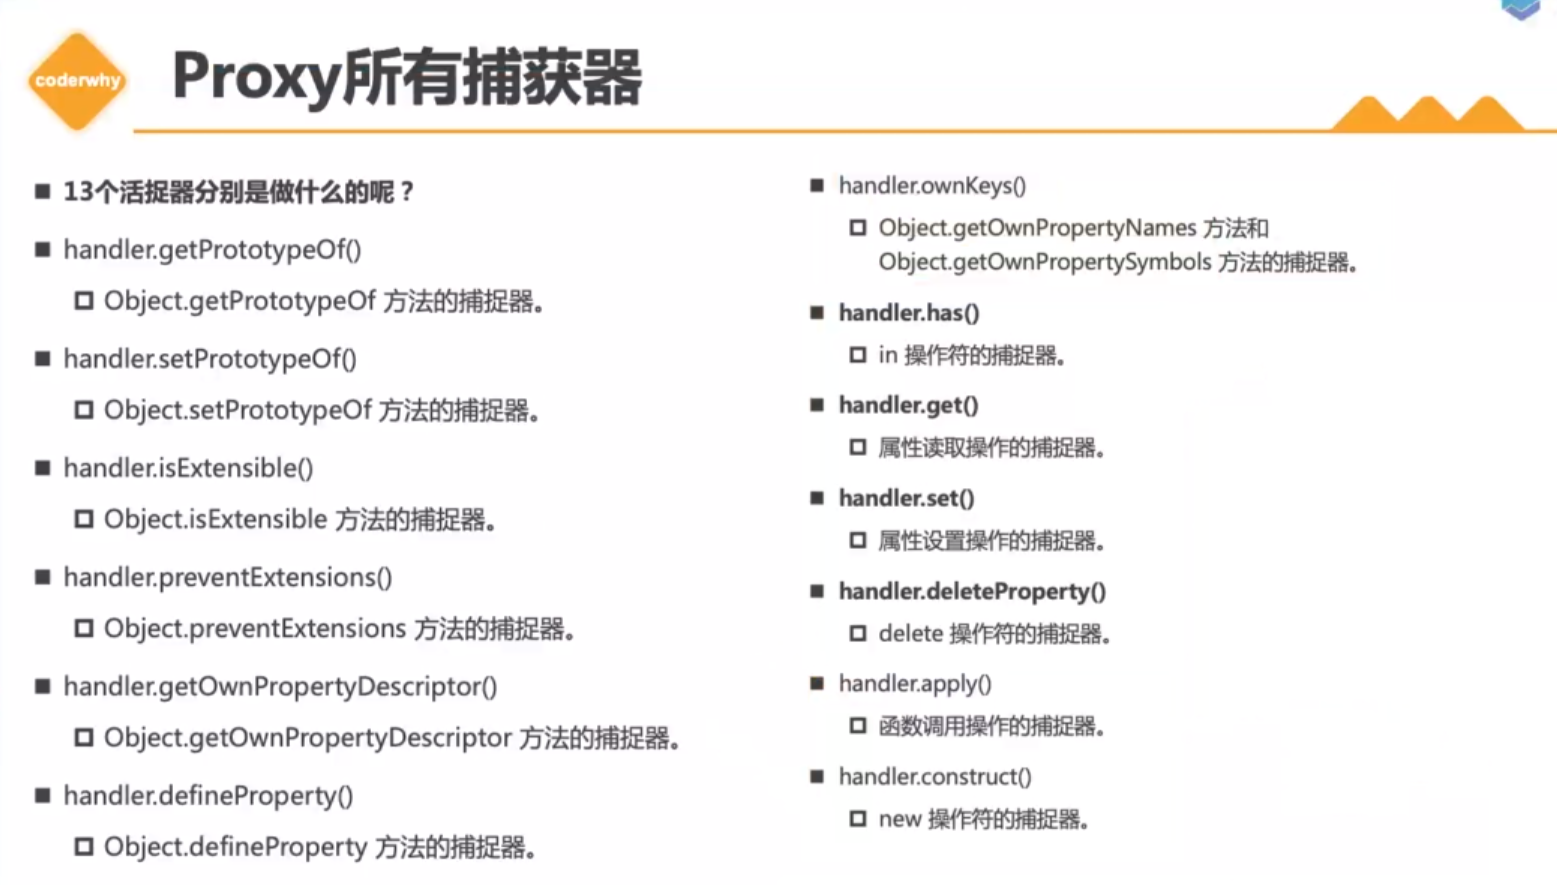 coderwhy
Proxy所有捕获器
13个活捉器分别是做什么的呢？
handler.getPrototypeOf()
Object.getPrototypeOf 方法的捕捉器。
handler.setPrototypeOf()
Object.setPrototypeOf 方法的捕捉器。
handler.isExtensible()
Object.isExtensible 方法的捕捉器。
handler.preventExtensions()
Object.preventExtensions 方法的捕捉器。
handler.getOwnPropertyDescriptor()
Object.getOwnPropertyDescriptor 方法的捕捉器。
handler.defineProperty()
Object.defineProperty 方法的捕捉器。
handler.ownKeys()
Object.getOwnPropertyNames 方法和
Object.getOwnPropertySymbols 方法的捕捉器。
handler.has()
in 操作符的捕捉器。
handler.get()
属性读取操作的捕捉器。
handler.set()
属性设置操作的捕捉器。
handler.deleteProperty()
delete 操作符的捕捉器。
handler.apply()
函数调用操作的捕捉器。
handler.construct()
new 操作符的捕捉器。